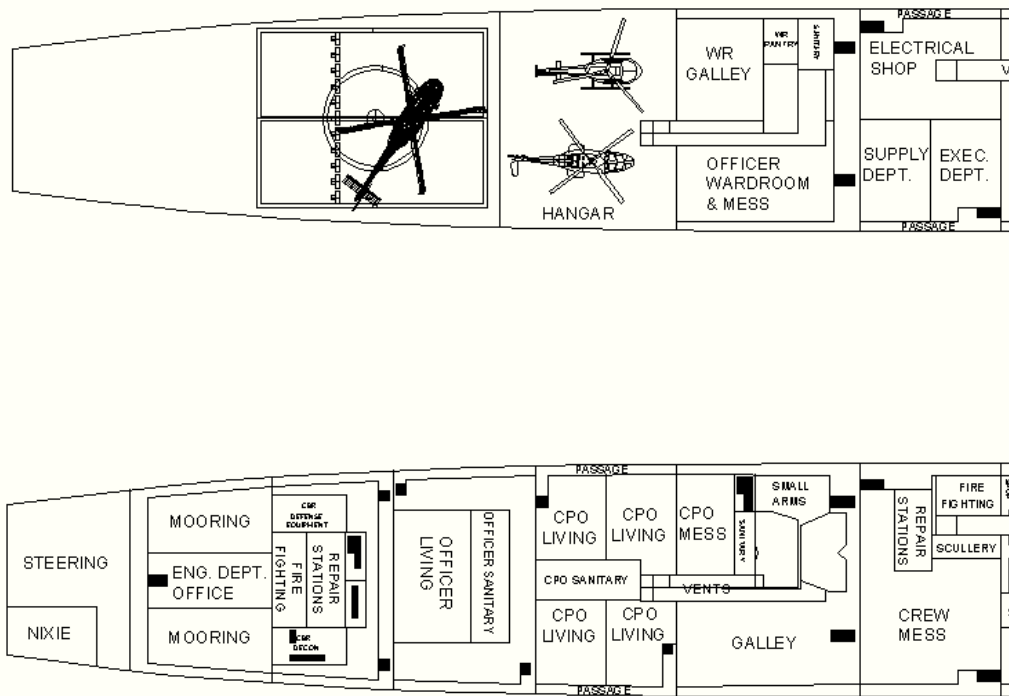 PASSAGE
WR
GALLEY
WR
PANTRY
SANITARY
ELECTRICAL
SHOP
V
SUPPLY
DEPT.
EXEC.
DEPT.
OFFICER
WARDROOM
& MESS
HANGAR
PASSAGE
PASSAGE
STEERING
NIXIE
MOORING
ENG. DEPT.
OFFICE
MOORING
CBR
DEFENSE
EQUIPMENT
FIRE
FIGHTING
REPAIR
STATIONS
CBR
DECON
OFFICER
LIVING
OFFICER SANITARY
CPO
LIVING
CPO
LIVING
CPO
MESS
SANITARY
SMALL
ARMS
CPO SANITARY
VENTS
CPO
LIVING
CPO
LIVING
GALLEY
REPAIR
STATIONS
FIRE
FIGHTING
SCULLERY
CREW
MESS
PASSAGE